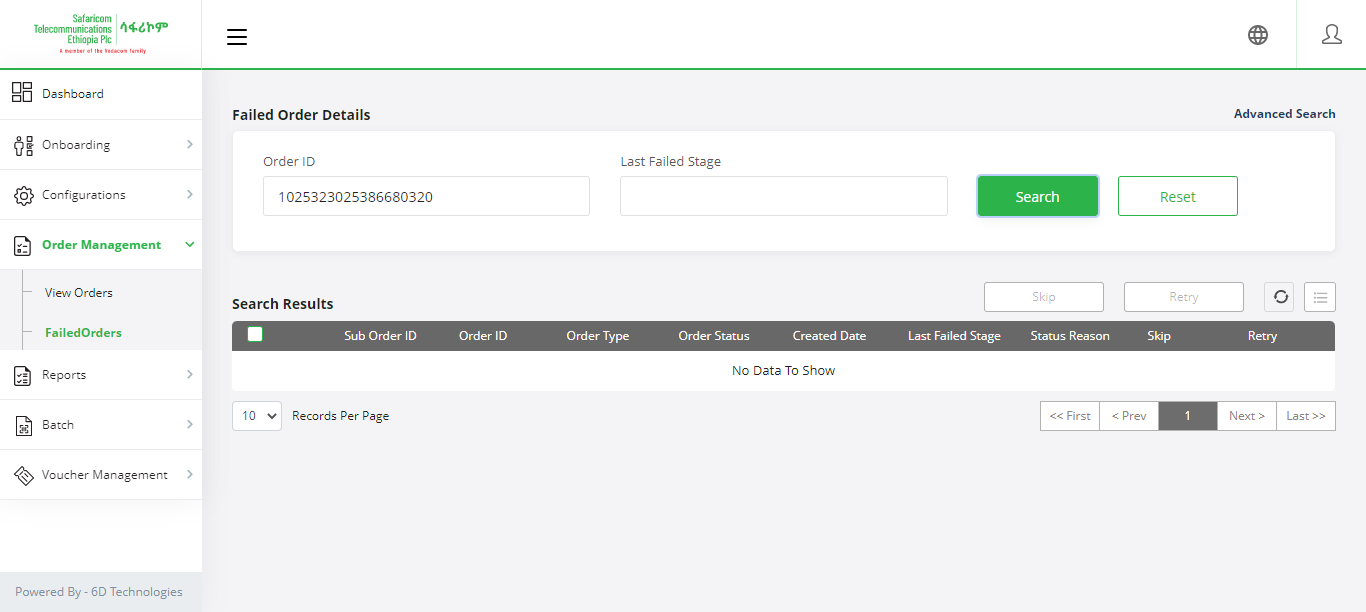 Safaricom
Telecommunications
Ethiopia Plc
ሳፋሪኮም
A member of the Vodacom family
Dashboard
Onboarding
Configurations
Order Management
View Orders
FailedOrders
Reports
Batch
Voucher Management
Powered By - 6D Technologies
Failed Order Details
Advanced Search
Order ID
Last Failed Stage
1025323025386680320
Search
Reset
Search Results
Skip
Retry
Sub Order ID Order ID Order Type Order Status Created Date Last Failed Stage Status Reason Skip Retry
No Data To Show
10 Records Per Page
<< First < Prev 1 Next > Last >>